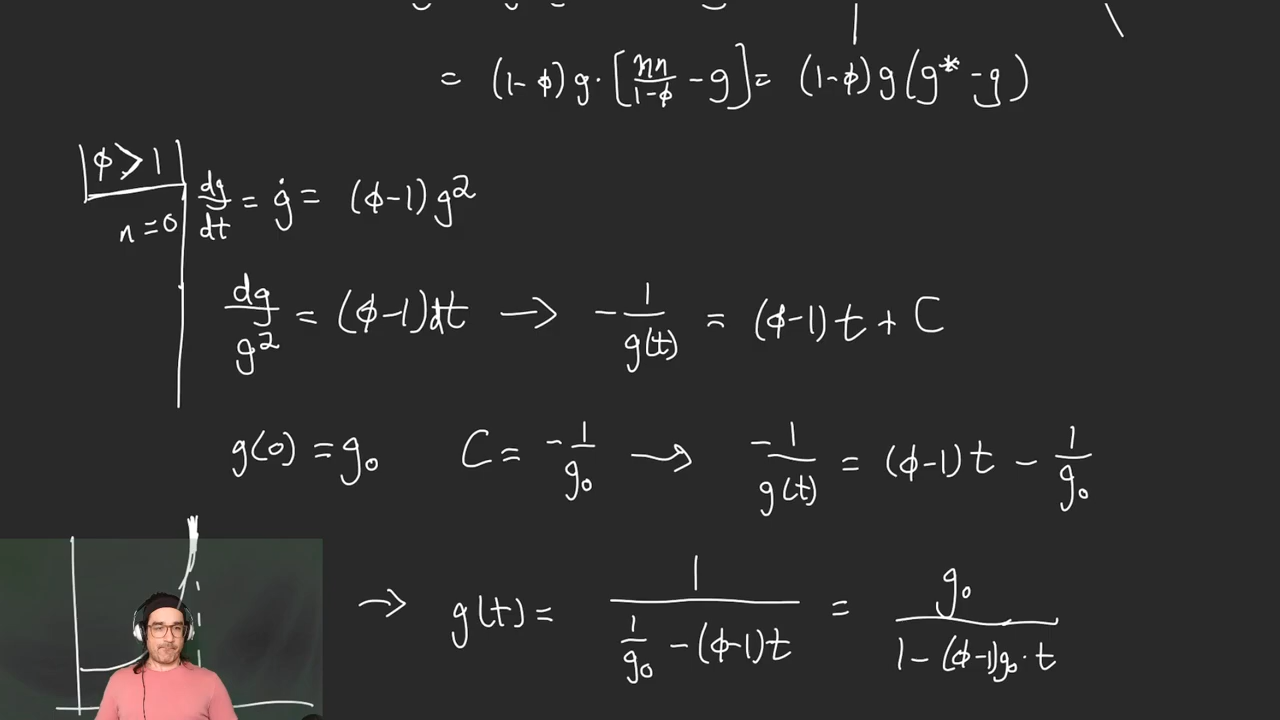 = (1-ϕ)g·[λn/1-ϕ - g] = (1-ϕ)g(g* - g)
ϕ>1
n=0
dg/dt = ġ = (ϕ-1)g²
dg/g² = (ϕ-1)dt → -1/g(t) = (ϕ-1)t + C
g(0) = g₀ C = -1/g₀ → -1/g(t) = (ϕ-1)t - 1/g₀
→ g(t) = 1/(1/g₀ - (ϕ-1)t) = g₀/(1-(ϕ-1)g₀·t)